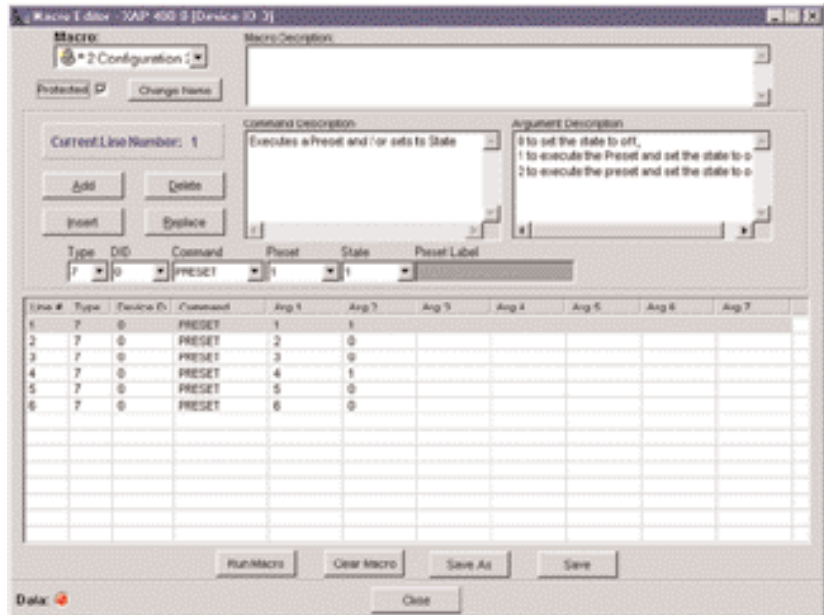 Macro Editor - XAP 400 0 [Device ID 3]
Macro:
* 2 Configuration
Macro Description:
Protected
Change Name
Current Line Number: 1
Add
Delete
Insert
Replace
Command Description
Executes a Preset and / or sets its State
Argument Description
0 to set the state to off,
1 to execute the Preset and set the state to o
2 to execute the preset and set the state to o
Type DID Command Preset State Preset Label
7 0 PRESET 1 1
Line # Type Device ID Command Arg 1 Arg 2 Arg 3 Arg 4 Arg 5 Arg 6 Arg 7
1 7 0 PRESET 1 1
2 7 0 PRESET 2 0
3 7 0 PRESET 3 0
4 7 0 PRESET 4 1
5 7 0 PRESET 5 0
6 7 0 PRESET 6 0
Run Macro
Clear Macro
Save As
Save
Data:
Close